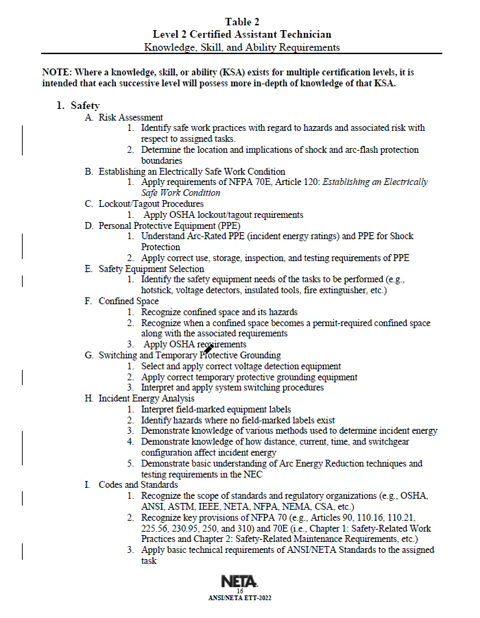 Table 2
Level 2 Certified Assistant Technician
Knowledge, Skill, and Ability Requirements
NOTE: Where a knowledge, skill, or ability (KSA) exists for multiple certification levels, it is
intended that each successive level will possess more in-depth of knowledge of that KSA.
1. Safety
A. Risk Assessment
1. Identify safe work practices with regard to hazards and associated risk with
respect to assigned tasks.
2. Determine the location and implications of shock and arc-flash protection
boundaries
B. Establishing an Electrically Safe Work Condition
1. Apply requirements of NFPA 70E, Article 120: Establishing an Electrically
Safe Work Condition
C. Lockout/Tagout Procedures
1. Apply OSHA lockout/tagout requirements
D. Personal Protective Equipment (PPE)
1. Understand Arc-Rated PPE (incident energy ratings) and PPE for Shock
Protection
2. Apply correct use, storage, inspection, and testing requirements of PPE
E. Safety Equipment Selection
1. Identify the safety equipment needs of the tasks to be performed (e.g.,
hotstick, voltage detectors, insulated tools, fire extinguisher, etc.)
F. Confined Space
1. Recognize confined space and its hazards
2. Recognize when a confined space becomes a permit-required confined space
along with the associated requirements
3. Apply OSHA requirements
G. Switching and Temporary Protective Grounding
1. Select and apply correct voltage detection equipment
2. Apply correct temporary protective grounding equipment
3. Interpret and apply system switching procedures
H. Incident Energy Analysis
1. Interpret field-marked equipment labels
2. Identify hazards where no field-marked labels exist
3. Demonstrate knowledge of various methods used to determine incident energy
4. Demonstrate knowledge of how distance, current, time, and switchgear
configuration affect incident energy
5. Demonstrate basic understanding of Arc Energy Reduction techniques and
testing requirements in the NEC
I. Codes and Standards
1. Recognize the scope of standards and regulatory organizations (e.g., OSHA,
ANSI, ASTM, IEEE, NETA, NFPA, NEMA, CSA, etc.)
2. Recognize key provisions of NFPA 70 (e.g., Articles 90, 110.16, 110.21,
225.56, 230.95, 250, and 310) and 70E (i.e., Chapter 1: Safety-Related Work
Practices and Chapter 2: Safety-Related Maintenance Requirements, etc.)
3. Apply basic technical requirements of ANSI/NETA Standards to the assigned
task
NETA
16
ANSI/NETA ETT-2022